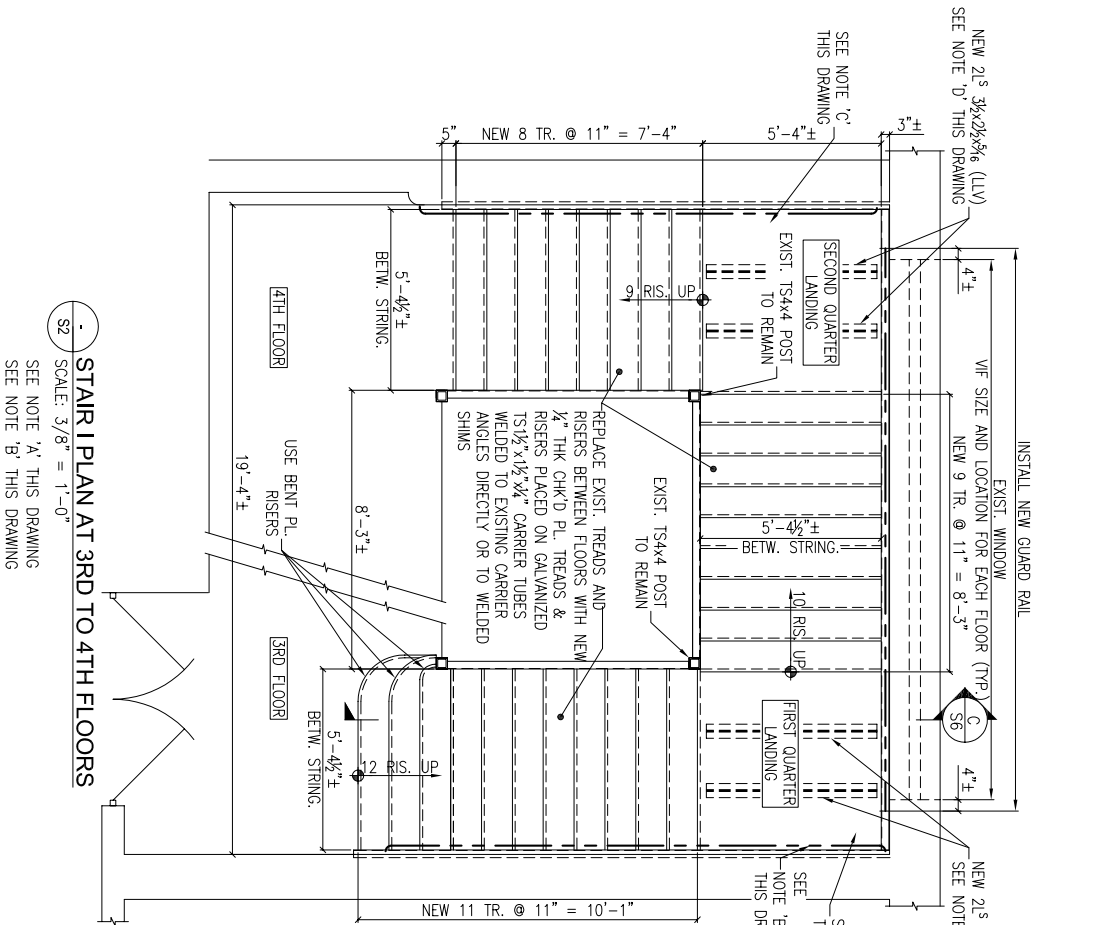 INSTALL NEW GUARD RAIL
EXIST. WINDOW
VIF SIZE AND LOCATION FOR EACH FLOOR (TYP.)
4"±
4"±
C
S6
NEW 2LS 3½x2½x5/16 (LLV)
SEE NOTE 'D' THIS DRAWING
NEW 2LS
SEE NOTE
NEW 9 TR. @ 11" = 8'-3"
SEE NOTE 'C'
THIS DRAWING
3"±
5'-4"±
NEW 8 TR. @ 11" = 7'-4"
5"
SECOND QUARTER
LANDING
EXIST. TS4x4 POST
TO REMAIN
9 RIS. UP
5'-4½"±
BETW. STRING.
10 RIS. UP
FIRST QUARTER
LANDING
SEE
NOTE 'B
THIS DR
S
T
EXIST. TS4x4 POST
TO REMAIN
REPLACE EXIST. TREADS AND
RISERS BETWEEN FLOORS WITH NEW
¼" THK CHK'D PL. TREADS &
RISERS PLACED ON GALVANIZED
TS1½"x1½"x¼" CARRIER TUBES
WELDED TO EXISTING CARRIER
ANGLES DIRECTLY OR TO WELDED
SHIMS
5'-4½"±
BETW. STRING.
8'-3"±
5'-4½"±
BETW. STRING.
12 RIS. UP
NEW 11 TR. @ 11" = 10'-1"
4TH FLOOR
USE BENT PL.
RISERS
3RD FLOOR
19'-4"±
-
S2
STAIR I PLAN AT 3RD TO 4TH FLOORS
SCALE: 3/8" = 1'-0"
SEE NOTE 'A' THIS DRAWING
SEE NOTE 'B' THIS DRAWING